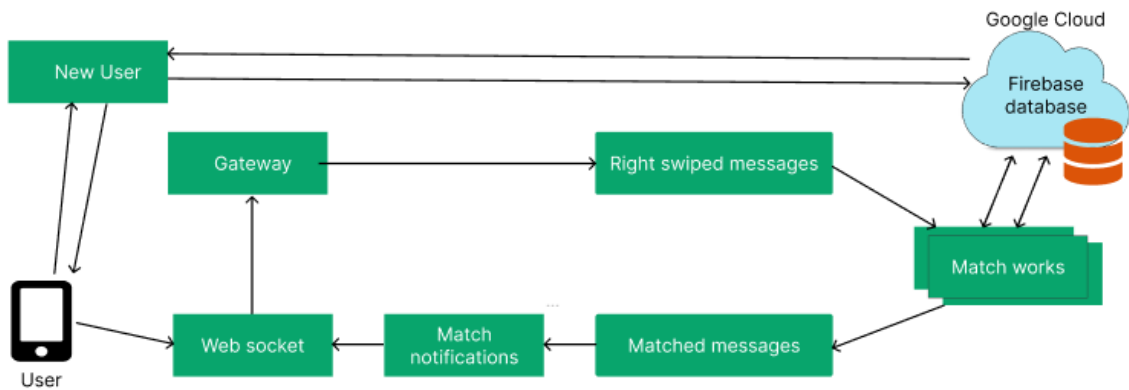 Google Cloud
New User
Firebase
database
Gateway
Right swiped messages
Match works
Web socket
Match
notifications
Matched messages
...
User